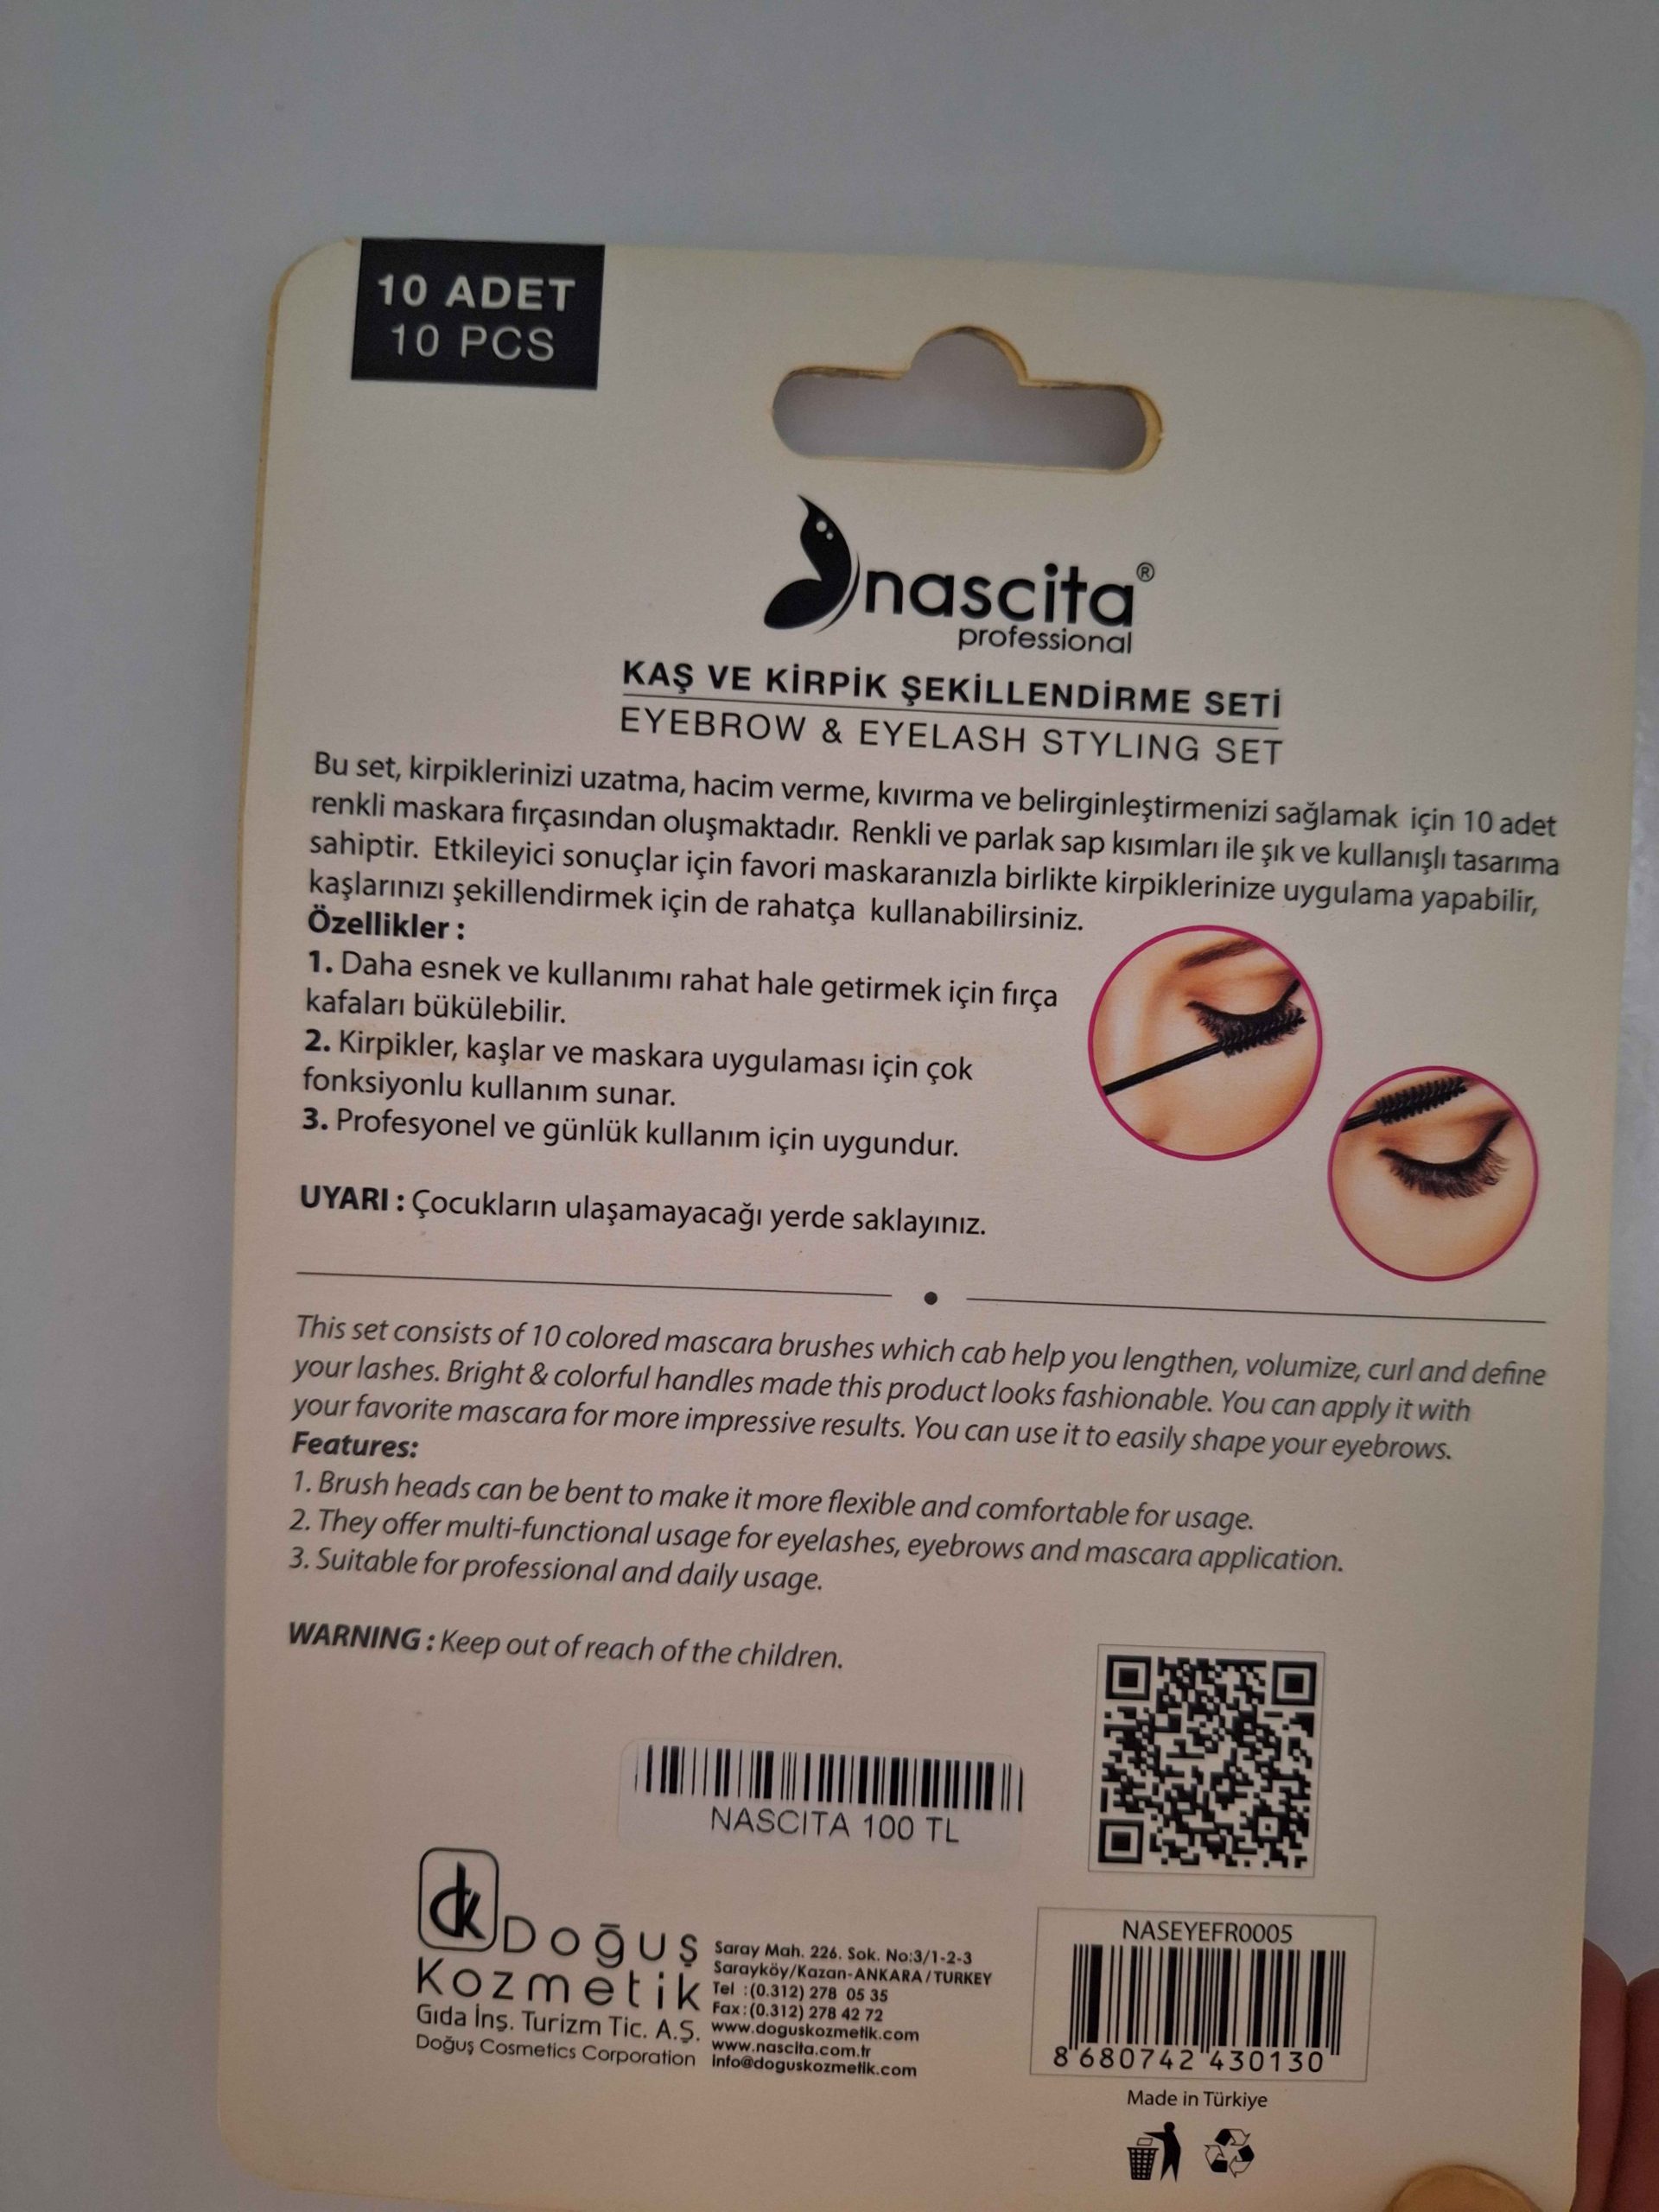 10 ADET
10 PCS
nascita®
professional
KAŞ VE KİRPİK ŞEKİLLENDİRME SETİ
EYEBROW & EYELASH STYLING SET
Bu set, kirpiklerinizi uzatma, hacim verme, kıvırma ve belirginleştirmenizi sağlamak için 10 adet
renkli maskara fırçasından oluşmaktadır. Renkli ve parlak sap kısımları ile şık ve kullanışlı tasarıma
sahiptir. Etkileyici sonuçlar için favori maskaranızla birlikte kirpiklerinize uygulama yapabilir,
kaşlarınızı şekillendirmek için de rahatça kullanabilirsiniz.
Özellikler :
1. Daha esnek ve kullanımı rahat hale getirmek için fırça
kafaları bükülebilir.
2. Kirpikler, kaşlar ve maskara uygulaması için çok
fonksiyonlu kullanım sunar.
3. Profesyonel ve günlük kullanım için uygundur.
UYARI : Çocukların ulaşamayacağı yerde saklayınız.
This set consists of 10 colored mascara brushes which cab help you lengthen, volumize, curl and define
your lashes. Bright & colorful handles made this product looks fashionable. You can apply it with
your favorite mascara for more impressive results. You can use it to easily shape your eyebrows.
Features:
1. Brush heads can be bent to make it more flexible and comfortable for usage.
2. They offer multi-functional usage for eyelashes, eyebrows and mascara application.
3. Suitable for professional and daily usage.
WARNING : Keep out of reach of the children.
NASCITA 100 TL
dk Doğuş
Kozmetik
Gıda İnş. Turizm Tic. A.Ş.
Doğuş Cosmetics Corporation
Saray Mah. 226. Sok. No:3/1-2-3
Sarayköy/Kazan-ANKARA/TURKEY
Tel :(0.312) 278 05 35
Fax:(0.312) 278 42 72
www.doguskozmetik.com
www.nascita.com.tr
info@doguskozmetik.com
NASEYEFR0005
8 680742 430130
Made in Türkiye